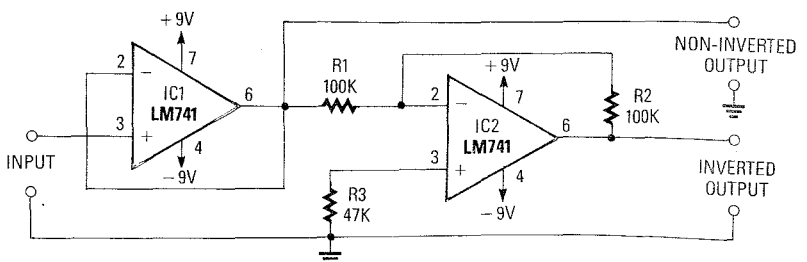 +9V
2
7
IC1
LM741
6
3
4
−9V
INPUT
R1
100K
+9V
2
7
IC2
LM741
6
3
4
−9V
R3
47K
R2
100K
NON-INVERTED
OUTPUT
INVERTED
OUTPUT